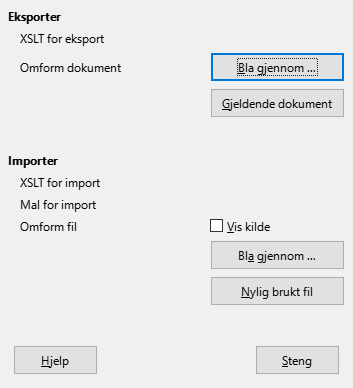 Eksporter
XSLT for eksport
Omform dokument
Bla gjennom ...
Gjeldende dokument
Importer
XSLT for import
Mal for import
Omform fil
Vis kilde
Bla gjennom ...
Nylig brukt fil
Hjelp
Steng